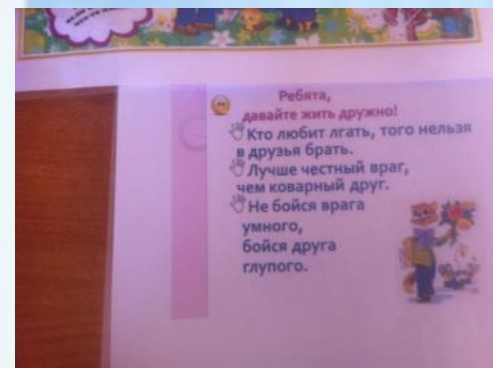 Ребята,
давайте жить дружно!
Кто любит лгать, того нельзя
в друзья брать.
Лучше честный враг,
чем коварный друг.
Не бойся врага
умного,
бойся друга
глупого.